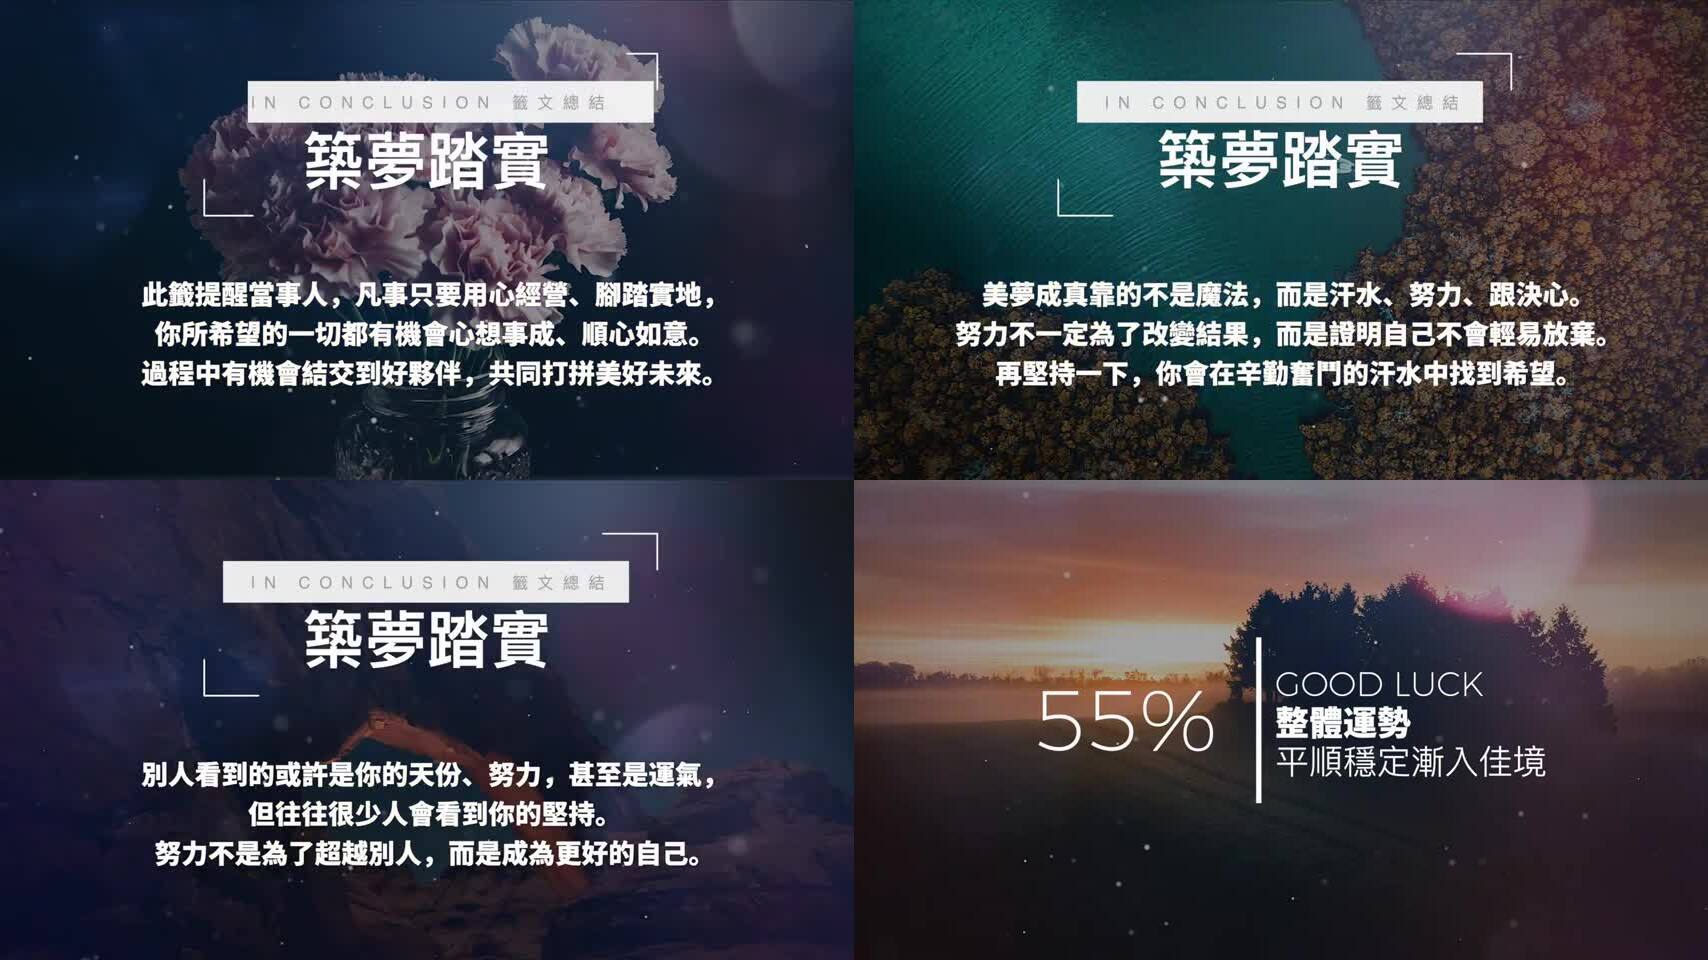 IN CONCLUSION 籤文總結
築夢踏實
此籤提醒當事人，凡事只要用心經營、腳踏實地，
你所希望的一切都有機會心想事成、順心如意。
過程中有機會結交到好夥伴，共同打拼美好未來。
IN CONCLUSION 籤文總結
築夢踏實
美夢成真靠的不是魔法，而是汗水、努力、跟決心。
努力不一定為了改變結果，而是證明自己不會輕易放棄。
再堅持一下，你會在辛勤奮鬥的汗水中找到希望。
IN CONCLUSION 籤文總結
築夢踏實
別人看到的或許是你的天份、努力，甚至是運氣，
但往往很少人會看到你的堅持。
努力不是為了超越別人，而是成為更好的自己。
55%
GOOD LUCK
整體運勢
平順穩定漸入佳境